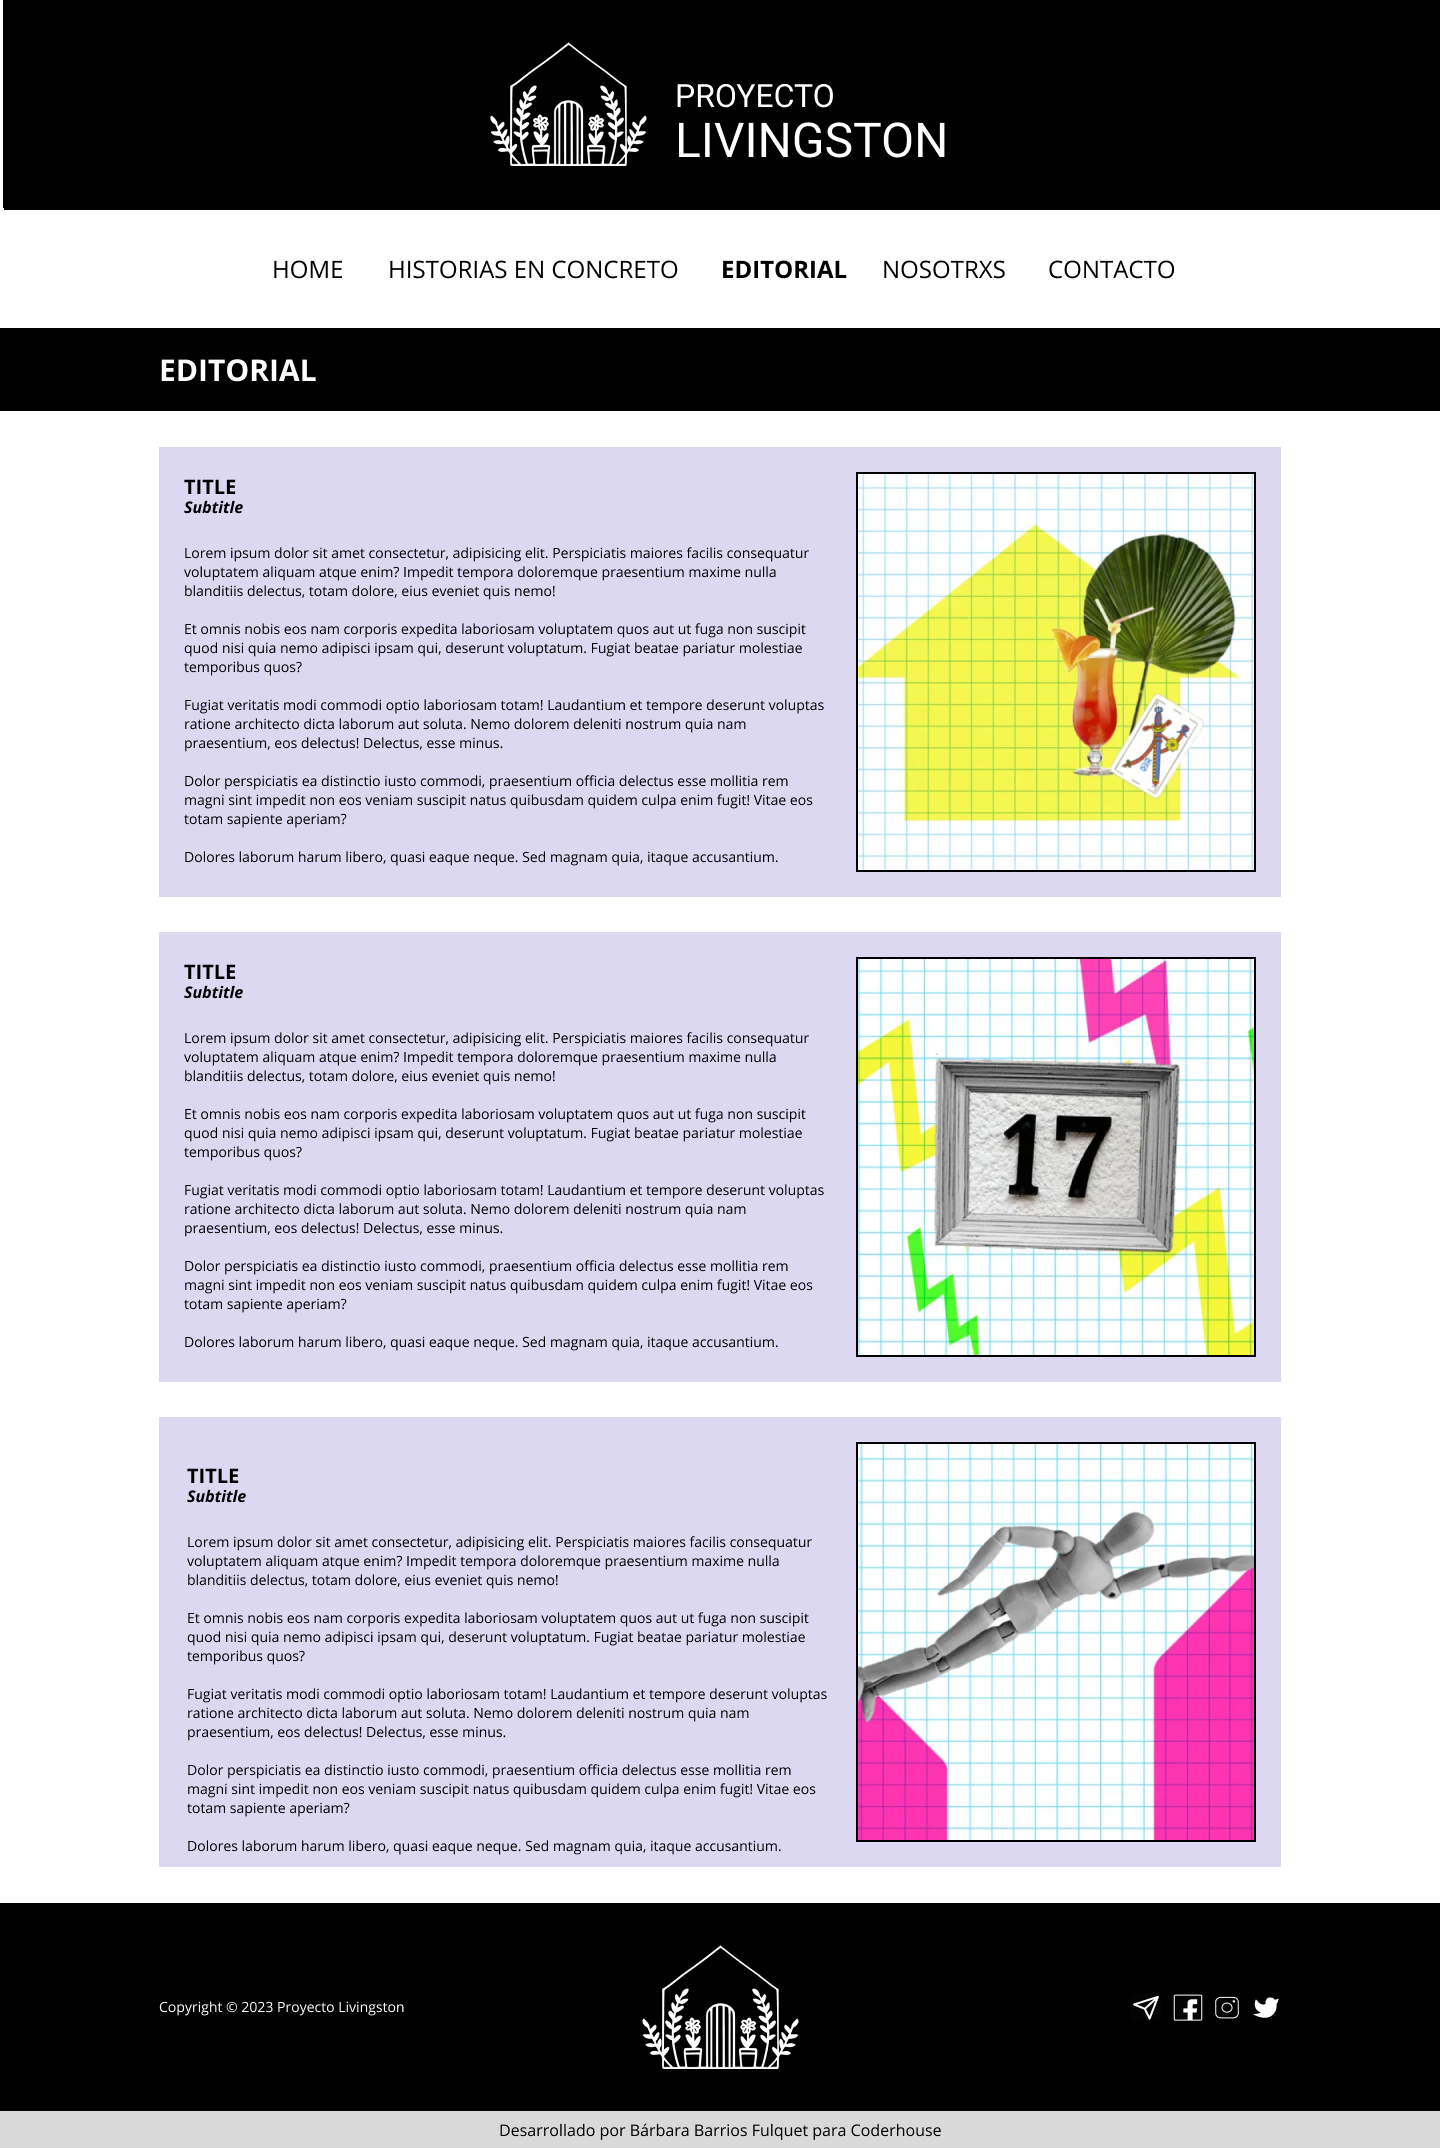 PROYECTO
LIVINGSTON
HOME HISTORIAS EN CONCRETO EDITORIAL NOSOTRXS CONTACTO
EDITORIAL
TITLE
Subtitle
Lorem ipsum dolor sit amet consectetur, adipisicing elit. Perspiciatis maiores facilis consequatur
voluptatem aliquam atque enim? Impedit tempora doloremque praesentium maxime nulla
blanditiis delectus, totam dolore, eius eveniet quis nemo!
Et omnis nobis eos nam corporis expedita laboriosam voluptatem quos aut ut fuga non suscipit
quod nisi quia nemo adipisci ipsam qui, deserunt voluptatum. Fugiat beatae pariatur molestiae
temporibus quos?
Fugiat veritatis modi commodi optio laboriosam totam! Laudantium et tempore deserunt voluptas
ratione architecto dicta laborum aut soluta. Nemo dolorem deleniti nostrum quia nam
praesentium, eos delectus! Delectus, esse minus.
Dolor perspiciatis ea distinctio iusto commodi, praesentium officia delectus esse mollitia rem
magni sint impedit non eos veniam suscipit natus quibusdam quidem culpa enim fugit! Vitae eos
totam sapiente aperiam?
Dolores laborum harum libero, quasi eaque neque. Sed magnam quia, itaque accusantium.
TITLE
Subtitle
Lorem ipsum dolor sit amet consectetur, adipisicing elit. Perspiciatis maiores facilis consequatur
voluptatem aliquam atque enim? Impedit tempora doloremque praesentium maxime nulla
blanditiis delectus, totam dolore, eius eveniet quis nemo!
Et omnis nobis eos nam corporis expedita laboriosam voluptatem quos aut ut fuga non suscipit
quod nisi quia nemo adipisci ipsam qui, deserunt voluptatum. Fugiat beatae pariatur molestiae
temporibus quos?
Fugiat veritatis modi commodi optio laboriosam totam! Laudantium et tempore deserunt voluptas
ratione architecto dicta laborum aut soluta. Nemo dolorem deleniti nostrum quia nam
praesentium, eos delectus! Delectus, esse minus.
Dolor perspiciatis ea distinctio iusto commodi, praesentium officia delectus esse mollitia rem
magni sint impedit non eos veniam suscipit natus quibusdam quidem culpa enim fugit! Vitae eos
totam sapiente aperiam?
Dolores laborum harum libero, quasi eaque neque. Sed magnam quia, itaque accusantium.
17
TITLE
Subtitle
Lorem ipsum dolor sit amet consectetur, adipisicing elit. Perspiciatis maiores facilis consequatur
voluptatem aliquam atque enim? Impedit tempora doloremque praesentium maxime nulla
blanditiis delectus, totam dolore, eius eveniet quis nemo!
Et omnis nobis eos nam corporis expedita laboriosam voluptatem quos aut ut fuga non suscipit
quod nisi quia nemo adipisci ipsam qui, deserunt voluptatum. Fugiat beatae pariatur molestiae
temporibus quos?
Fugiat veritatis modi commodi optio laboriosam totam! Laudantium et tempore deserunt voluptas
ratione architecto dicta laborum aut soluta. Nemo dolorem deleniti nostrum quia nam
praesentium, eos delectus! Delectus, esse minus.
Dolor perspiciatis ea distinctio iusto commodi, praesentium officia delectus esse mollitia rem
magni sint impedit non eos veniam suscipit natus quibusdam quidem culpa enim fugit! Vitae eos
totam sapiente aperiam?
Dolores laborum harum libero, quasi eaque neque. Sed magnam quia, itaque accusantium.
Copyright © 2023 Proyecto Livingston
Desarrollado por Bárbara Barrios Fulquet para Coderhouse